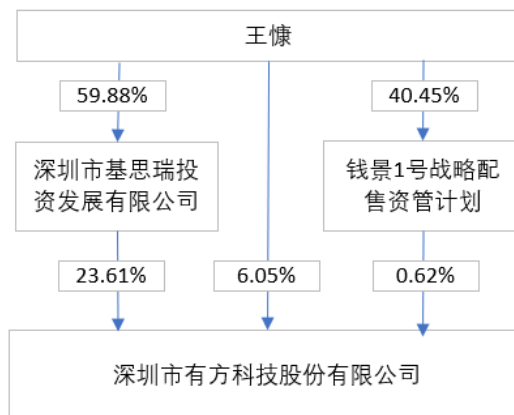 王慷
59.88%
40.45%
深圳市基思瑞投
资发展有限公司
钱景1号战略配
售资管计划
23.61%
6.05%
0.62%
深圳市有方科技股份有限公司